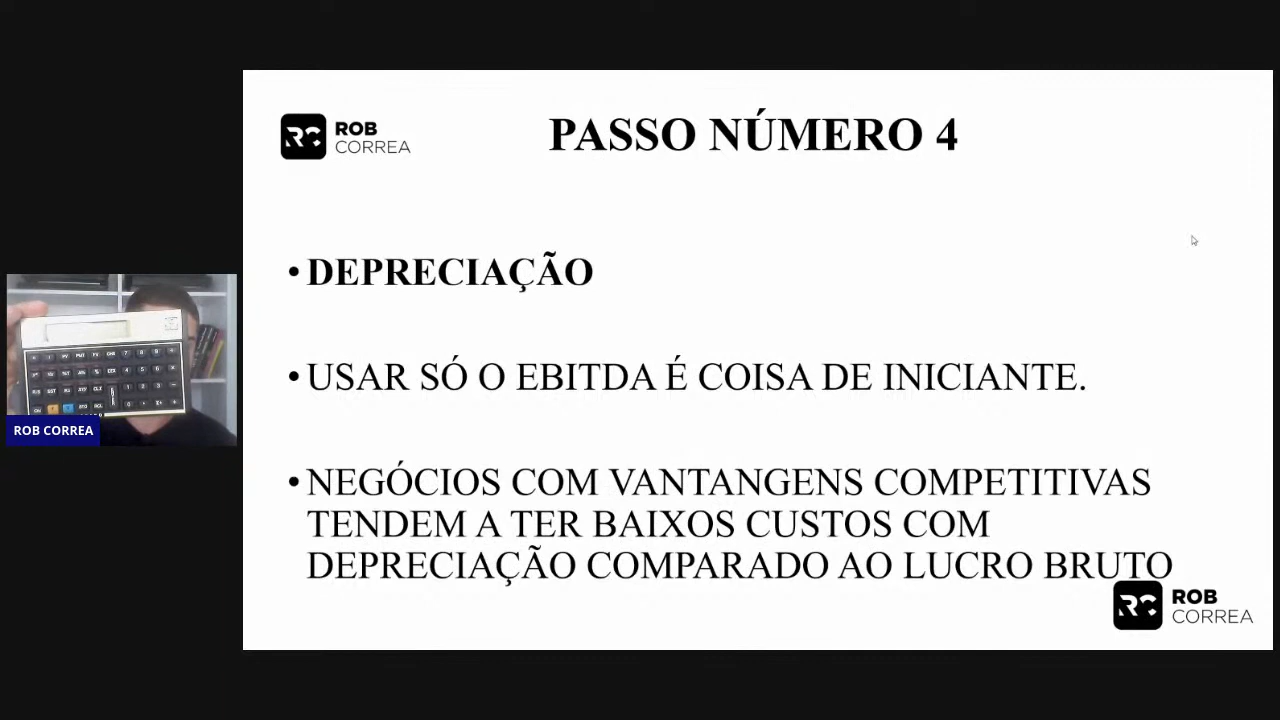 ROB
CORREA
PASSO NÚMERO 4
• DEPRECIAÇÃO
• USAR SÓ O EBITDA É COISA DE INICIANTE.
• NEGÓCIOS COM VANTANGENS COMPETITIVAS
TENDEM A TER BAIXOS CUSTOS COM
DEPRECIAÇÃO COMPARADO AO LUCRO BRUTO
ROB
CORREA
ROB CORREA